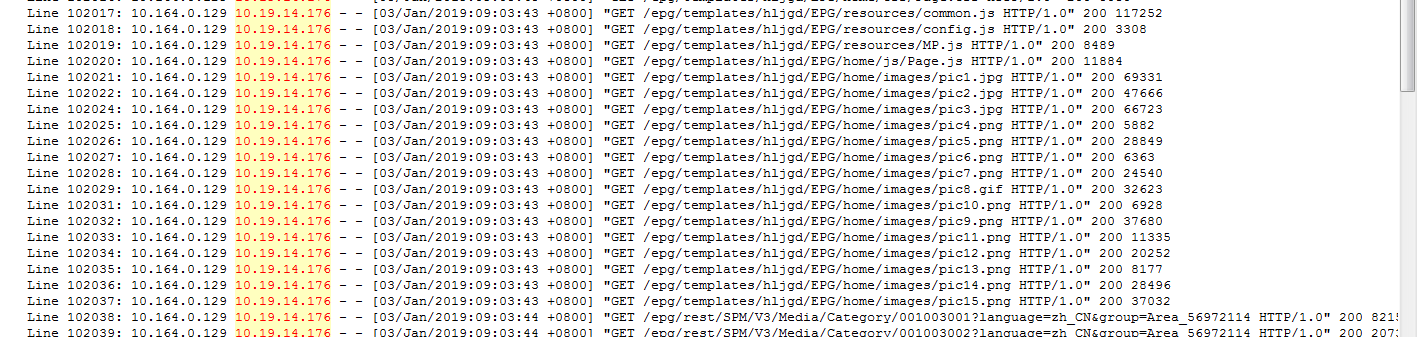 Line 102017: 10.164.0.129 10.19.14.176 - - [03/Jan/2019:09:03:43 +0800] "GET /epg/templates/hljgd/EPG/resources/common.js HTTP/1.0" 200 117252
Line 102018: 10.164.0.129 10.19.14.176 - - [03/Jan/2019:09:03:43 +0800] "GET /epg/templates/hljgd/EPG/resources/config.js HTTP/1.0" 200 3308
Line 102019: 10.164.0.129 10.19.14.176 - - [03/Jan/2019:09:03:43 +0800] "GET /epg/templates/hljgd/EPG/resources/MP.js HTTP/1.0" 200 8489
Line 102020: 10.164.0.129 10.19.14.176 - - [03/Jan/2019:09:03:43 +0800] "GET /epg/templates/hljgd/EPG/home/js/Page.js HTTP/1.0" 200 11884
Line 102021: 10.164.0.129 10.19.14.176 - - [03/Jan/2019:09:03:43 +0800] "GET /epg/templates/hljgd/EPG/home/images/pic1.jpg HTTP/1.0" 200 69331
Line 102022: 10.164.0.129 10.19.14.176 - - [03/Jan/2019:09:03:43 +0800] "GET /epg/templates/hljgd/EPG/home/images/pic2.jpg HTTP/1.0" 200 47666
Line 102024: 10.164.0.129 10.19.14.176 - - [03/Jan/2019:09:03:43 +0800] "GET /epg/templates/hljgd/EPG/home/images/pic3.jpg HTTP/1.0" 200 66723
Line 102025: 10.164.0.129 10.19.14.176 - - [03/Jan/2019:09:03:43 +0800] "GET /epg/templates/hljgd/EPG/home/images/pic4.png HTTP/1.0" 200 5882
Line 102026: 10.164.0.129 10.19.14.176 - - [03/Jan/2019:09:03:43 +0800] "GET /epg/templates/hljgd/EPG/home/images/pic5.png HTTP/1.0" 200 28849
Line 102027: 10.164.0.129 10.19.14.176 - - [03/Jan/2019:09:03:43 +0800] "GET /epg/templates/hljgd/EPG/home/images/pic6.png HTTP/1.0" 200 6363
Line 102028: 10.164.0.129 10.19.14.176 - - [03/Jan/2019:09:03:43 +0800] "GET /epg/templates/hljgd/EPG/home/images/pic7.png HTTP/1.0" 200 24540
Line 102029: 10.164.0.129 10.19.14.176 - - [03/Jan/2019:09:03:43 +0800] "GET /epg/templates/hljgd/EPG/home/images/pic8.gif HTTP/1.0" 200 32623
Line 102031: 10.164.0.129 10.19.14.176 - - [03/Jan/2019:09:03:43 +0800] "GET /epg/templates/hljgd/EPG/home/images/pic10.png HTTP/1.0" 200 6928
Line 102032: 10.164.0.129 10.19.14.176 - - [03/Jan/2019:09:03:43 +0800] "GET /epg/templates/hljgd/EPG/home/images/pic9.png HTTP/1.0" 200 37680
Line 102033: 10.164.0.129 10.19.14.176 - - [03/Jan/2019:09:03:43 +0800] "GET /epg/templates/hljgd/EPG/home/images/pic11.png HTTP/1.0" 200 11335
Line 102034: 10.164.0.129 10.19.14.176 - - [03/Jan/2019:09:03:43 +0800] "GET /epg/templates/hljgd/EPG/home/images/pic12.png HTTP/1.0" 200 20252
Line 102035: 10.164.0.129 10.19.14.176 - - [03/Jan/2019:09:03:43 +0800] "GET /epg/templates/hljgd/EPG/home/images/pic13.png HTTP/1.0" 200 8177
Line 102036: 10.164.0.129 10.19.14.176 - - [03/Jan/2019:09:03:43 +0800] "GET /epg/templates/hljgd/EPG/home/images/pic14.png HTTP/1.0" 200 28496
Line 102037: 10.164.0.129 10.19.14.176 - - [03/Jan/2019:09:03:43 +0800] "GET /epg/templates/hljgd/EPG/home/images/pic15.png HTTP/1.0" 200 37032
Line 102038: 10.164.0.129 10.19.14.176 - - [03/Jan/2019:09:03:44 +0800] "GET /epg/rest/SPM/V3/Media/Category/001003001?language=zh_CN&group=Area_56972114 HTTP/1.0" 200 8215
Line 102039: 10.164.0.129 10.19.14.176 - - [03/Jan/2019:09:03:44 +0800] "GET /epg/rest/SPM/V3/Media/Category/001003002?language=zh_CN&group=Area_56972114 HTTP/1.0" 200 2073